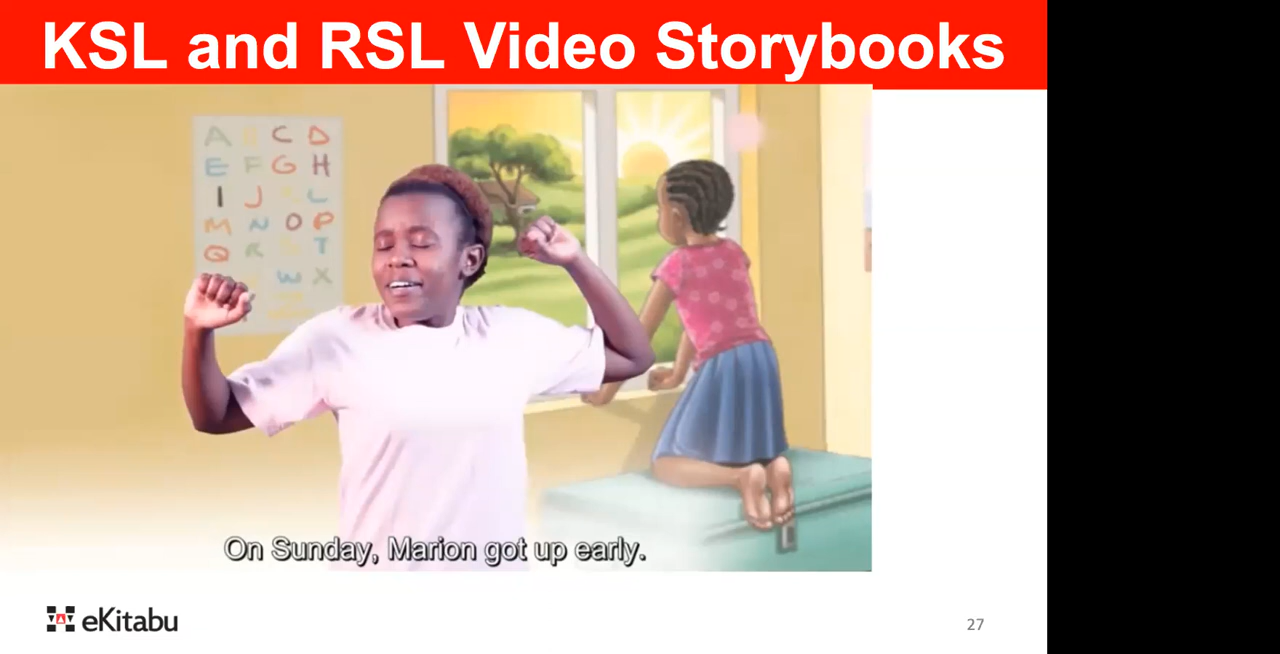 KSL and RSL Video Storybooks
A C D
E F G H
I J L
M N O P
Q R T
W X
On Sunday, Marion got up early.
eKitabu
27